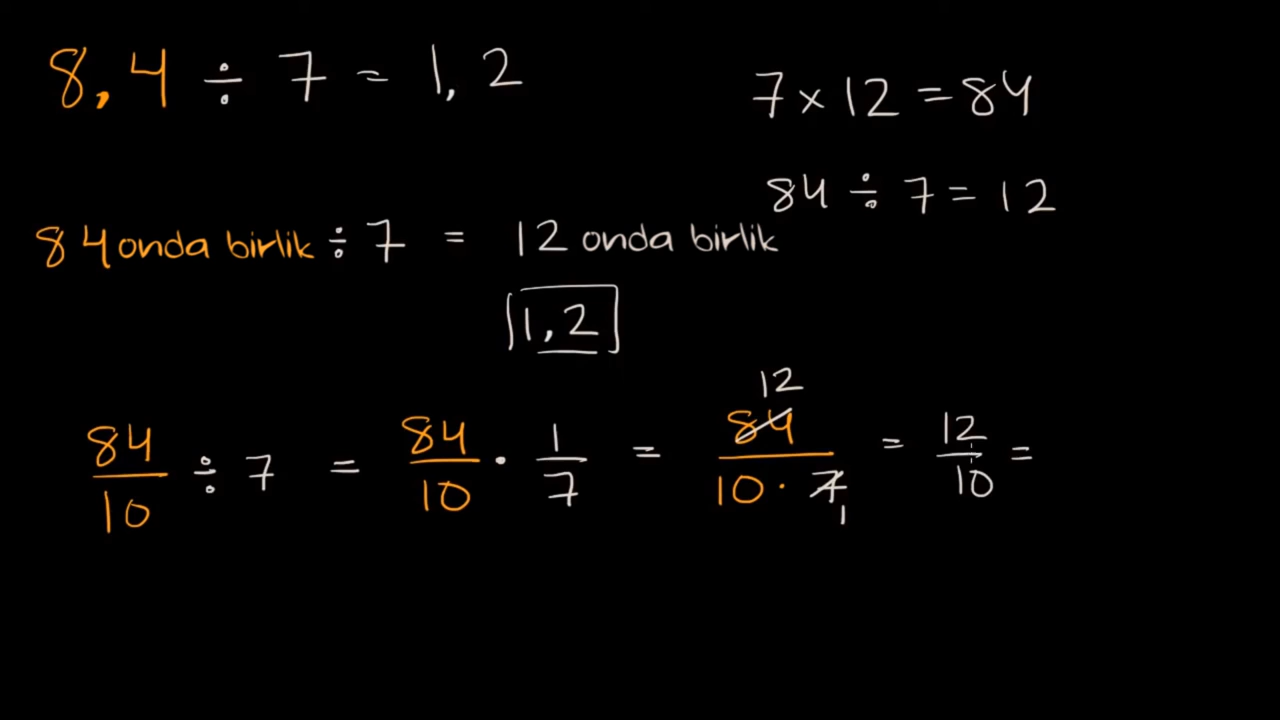 8,4 ÷ 7 = 1,2
7 x 12 = 84
84 ÷ 7 = 12
84 onda birlik ÷ 7 = 12 onda birlik
1,2
84/10 ÷ 7 = 84/10 · 1/7 = 84/10 · 7 = 12/10 =
12
1